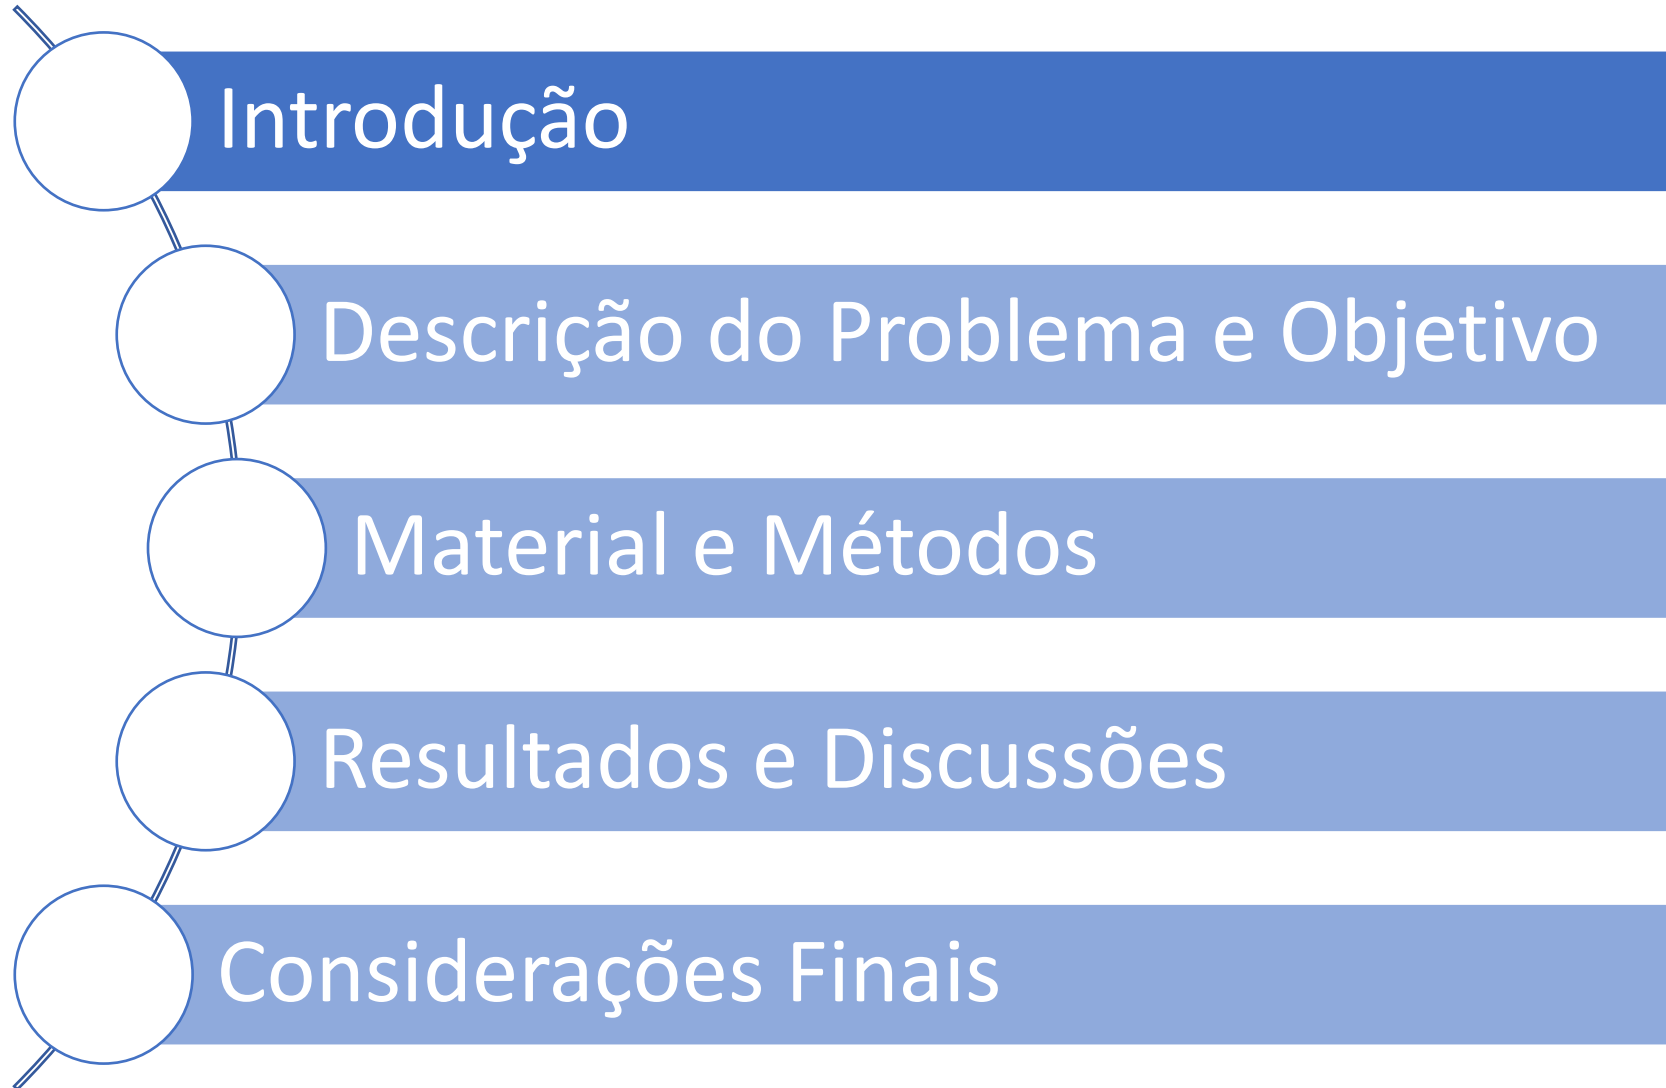 Introdução
Descrição do Problema e Objetivo
Material e Métodos
Resultados e Discussões
Considerações Finais